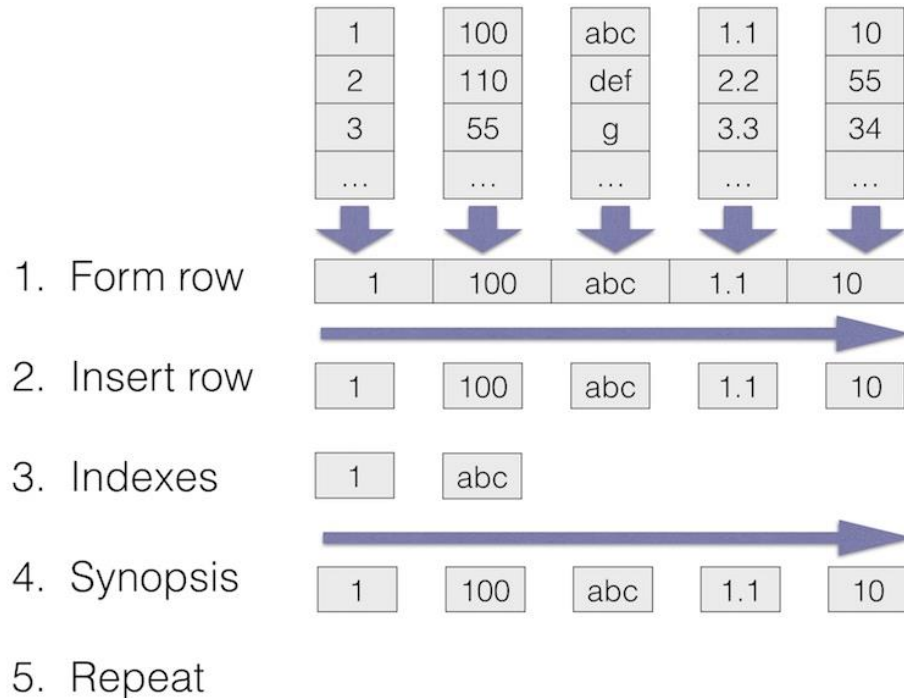 1 100 abc 1.1 10
2 110 def 2.2 55
3 55 g 3.3 34
... ... ... ... ...
1. Form row 1 100 abc 1.1 10
2. Insert row 1 100 abc 1.1 10
3. Indexes 1 abc
4. Synopsis 1 100 abc 1.1 10
5. Repeat